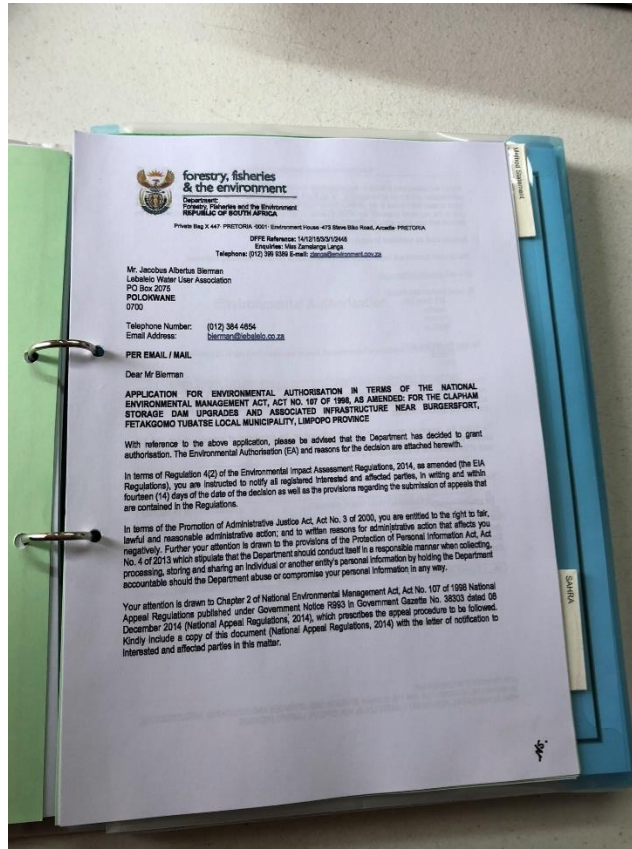 forestry, fisheries
& the environment
Department:
Forestry, Fisheries and the Environment
REPUBLIC OF SOUTH AFRICA
Private Bag X 447· PRETORIA ·0001· Environment House ·473 Steve Biko Road, Arcadia· PRETORIA
DFFE Reference: 14/12/16/3/3/1/2448
Enquiries: Miss Zamalanga Langa
Telephones: (012) 399 9389 E-mail: zlanga@environment.gov.za
Mr. Jacobus Albertus Bierman
Lebalelo Water User Association
PO Box 2075
POLOKWANE
0700
Telephone Number: (012) 384 4654
Email Address: bierman@lebalelo.co.za
PER EMAIL / MAIL
Dear Mr Bierman
APPLICATION FOR ENVIRONMENTAL AUTHORISATION IN TERMS OF THE NATIONAL
ENVIRONMENTAL MANAGEMENT ACT, ACT NO. 107 OF 1998, AS AMENDED: FOR THE CLAPHAM
STORAGE DAM UPGRADES AND ASSOCIATED INFRASTRUCTURE NEAR BURGERSFORT,
FETAKGOMO TUBATSE LOCAL MUNICIPALITY, LIMPOPO PROVINCE
With reference to the above application, please be advised that the Department has decided to grant
authorisation. The Environmental Authorisation (EA) and reasons for the decision are attached herewith.
In terms of Regulation 4(2) of the Environmental Impact Assessment Regulations, 2014, as amended (the EIA
Regulations), you are instructed to notify all registered interested and affected parties, in writing and within
fourteen (14) days of the date of the decision as well as the provisions regarding the submission of appeals that
are contained in the Regulations.
In terms of the Promotion of Administrative Justice Act, Act No. 3 of 2000, you are entitled to the right to fair,
lawful and reasonable administrative action; and to written reasons for administrative action that affects you
negatively. Further your attention is drawn to the provisions of the Protection of Personal Information Act, Act
No. 4 of 2013 which stipulate that the Department should conduct itself in a responsible manner when collecting,
processing, storing and sharing an individual or another entity's personal information by holding the Department
accountable should the Department abuse or compromise your personal information in any way.
Your attention is drawn to Chapter 2 of National Environmental Management Act, Act No. 107 of 1998 National
Appeal Regulations published under Government Notice R993 in Government Gazette No. 38303 dated 08
December 2014 (National Appeal Regulations, 2014), which prescribes the appeal procedure to be followed.
Kindly include a copy of this document (National Appeal Regulations, 2014) with the letter of notification to
interested and affected parties in this matter.
Method Statement
SAHRA